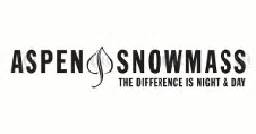 ASPEN SNOWMASS
THE DIFFERENCE IS NIGHT & DAY